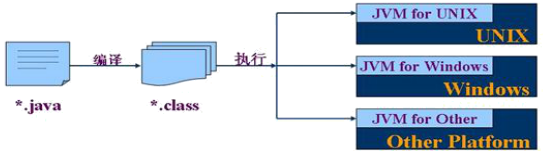 *.java
编译
*.class
执行
JVM for UNIX
UNIX
JVM for Windows
Windows
JVM for Other
Other Platform